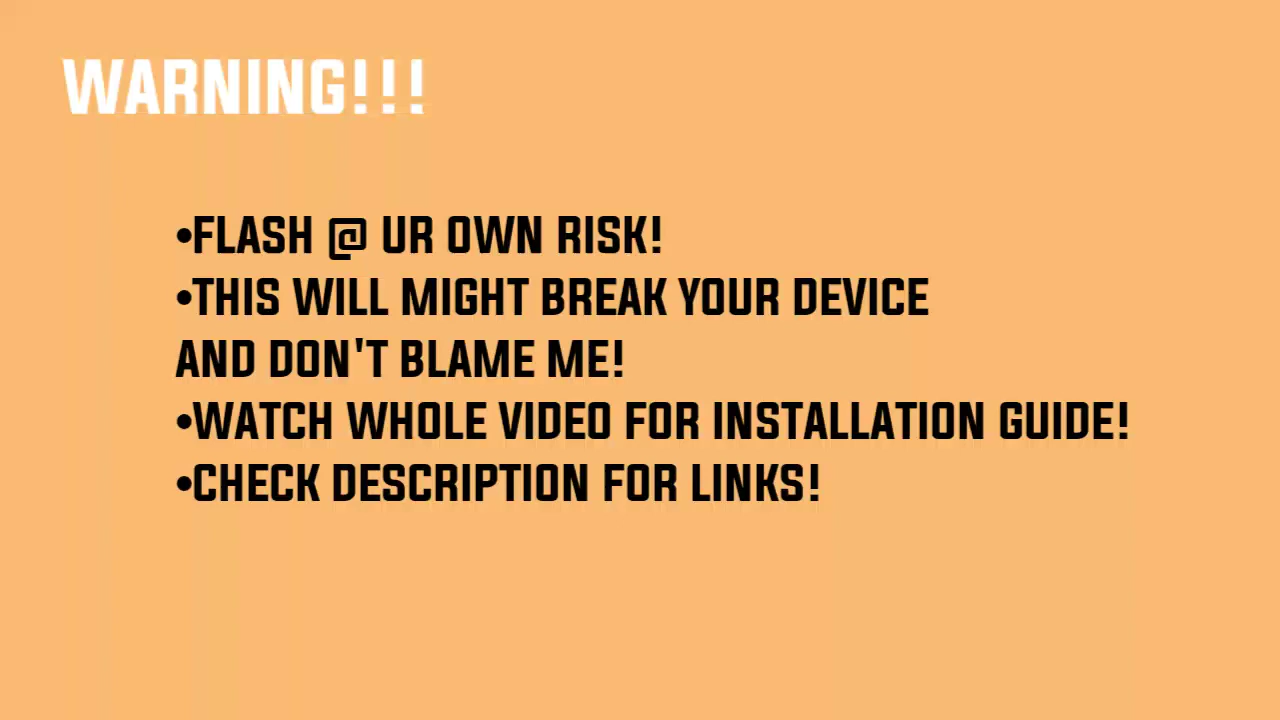 WARNING!!!
•FLASH @ UR OWN RISK!
•THIS WILL MIGHT BREAK YOUR DEVICE
AND DON'T BLAME ME!
•WATCH WHOLE VIDEO FOR INSTALLATION GUIDE!
•CHECK DESCRIPTION FOR LINKS!